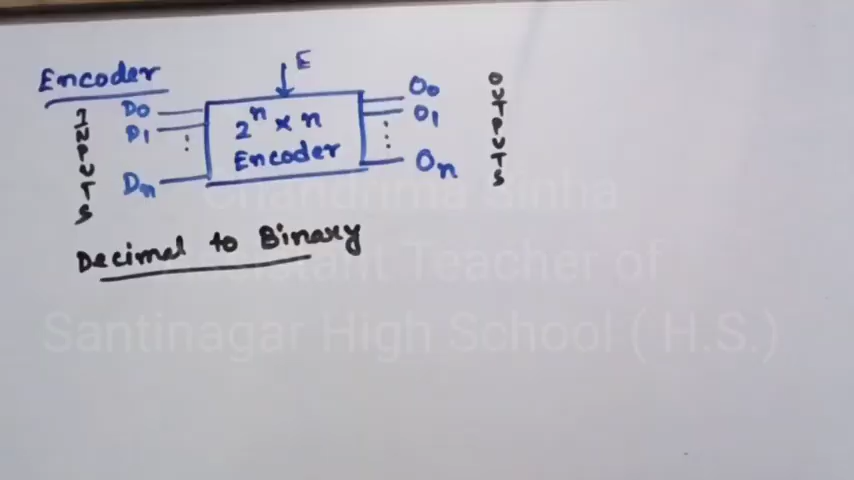 Encoder
E
INPUTS
D0
D1
Dn
2^n × n
Encoder
O0
O1
On
OUTPUTS
Decimal to Binary
Chandrima Sinha
Assistant Teacher of
Santinagar High School ( H.S.)